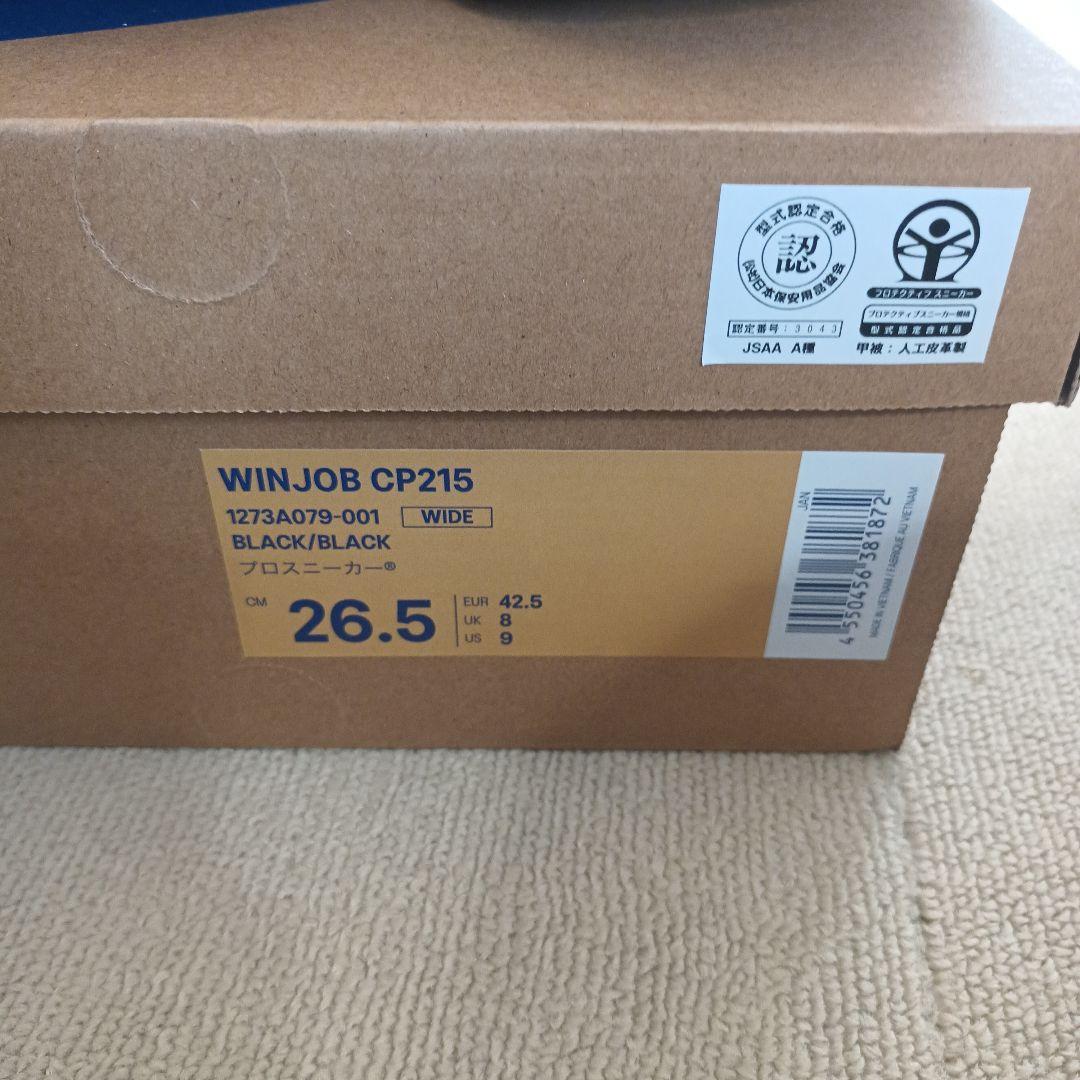 型式認定合格
認
(公社)日本保安用品協会
認定番号:3043
JSAA A種
プロテクティブ スニーカー
プロテクティブスニーカー規格
型式認定合格品
甲被:人工皮革製
WINJOB CP215
1273A079-001 WIDE
BLACK/BLACK
プロスニーカー®
CM 26.5
EUR 42.5
UK 8
US 9
JAN
4 550456 381872
MADE IN VIETNAM / FABRIQUE AU VIETNAM